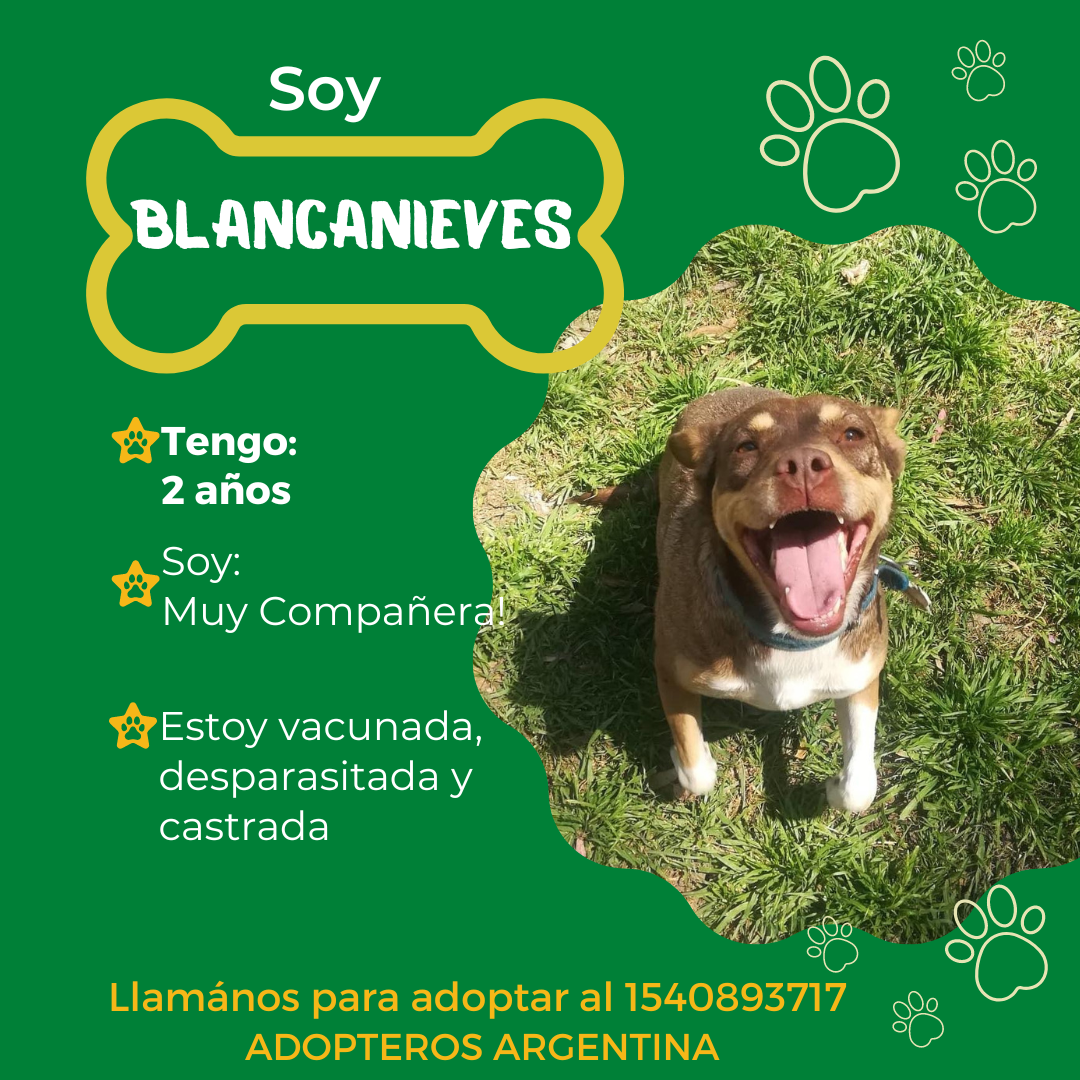 Soy
BLANCANIEVES
Tengo:
2 años
Soy:
Muy Compañera!
Estoy vacunada,
desparasitada y
castrada
Llamános para adoptar al 1540893717
ADOPTEROS ARGENTINA